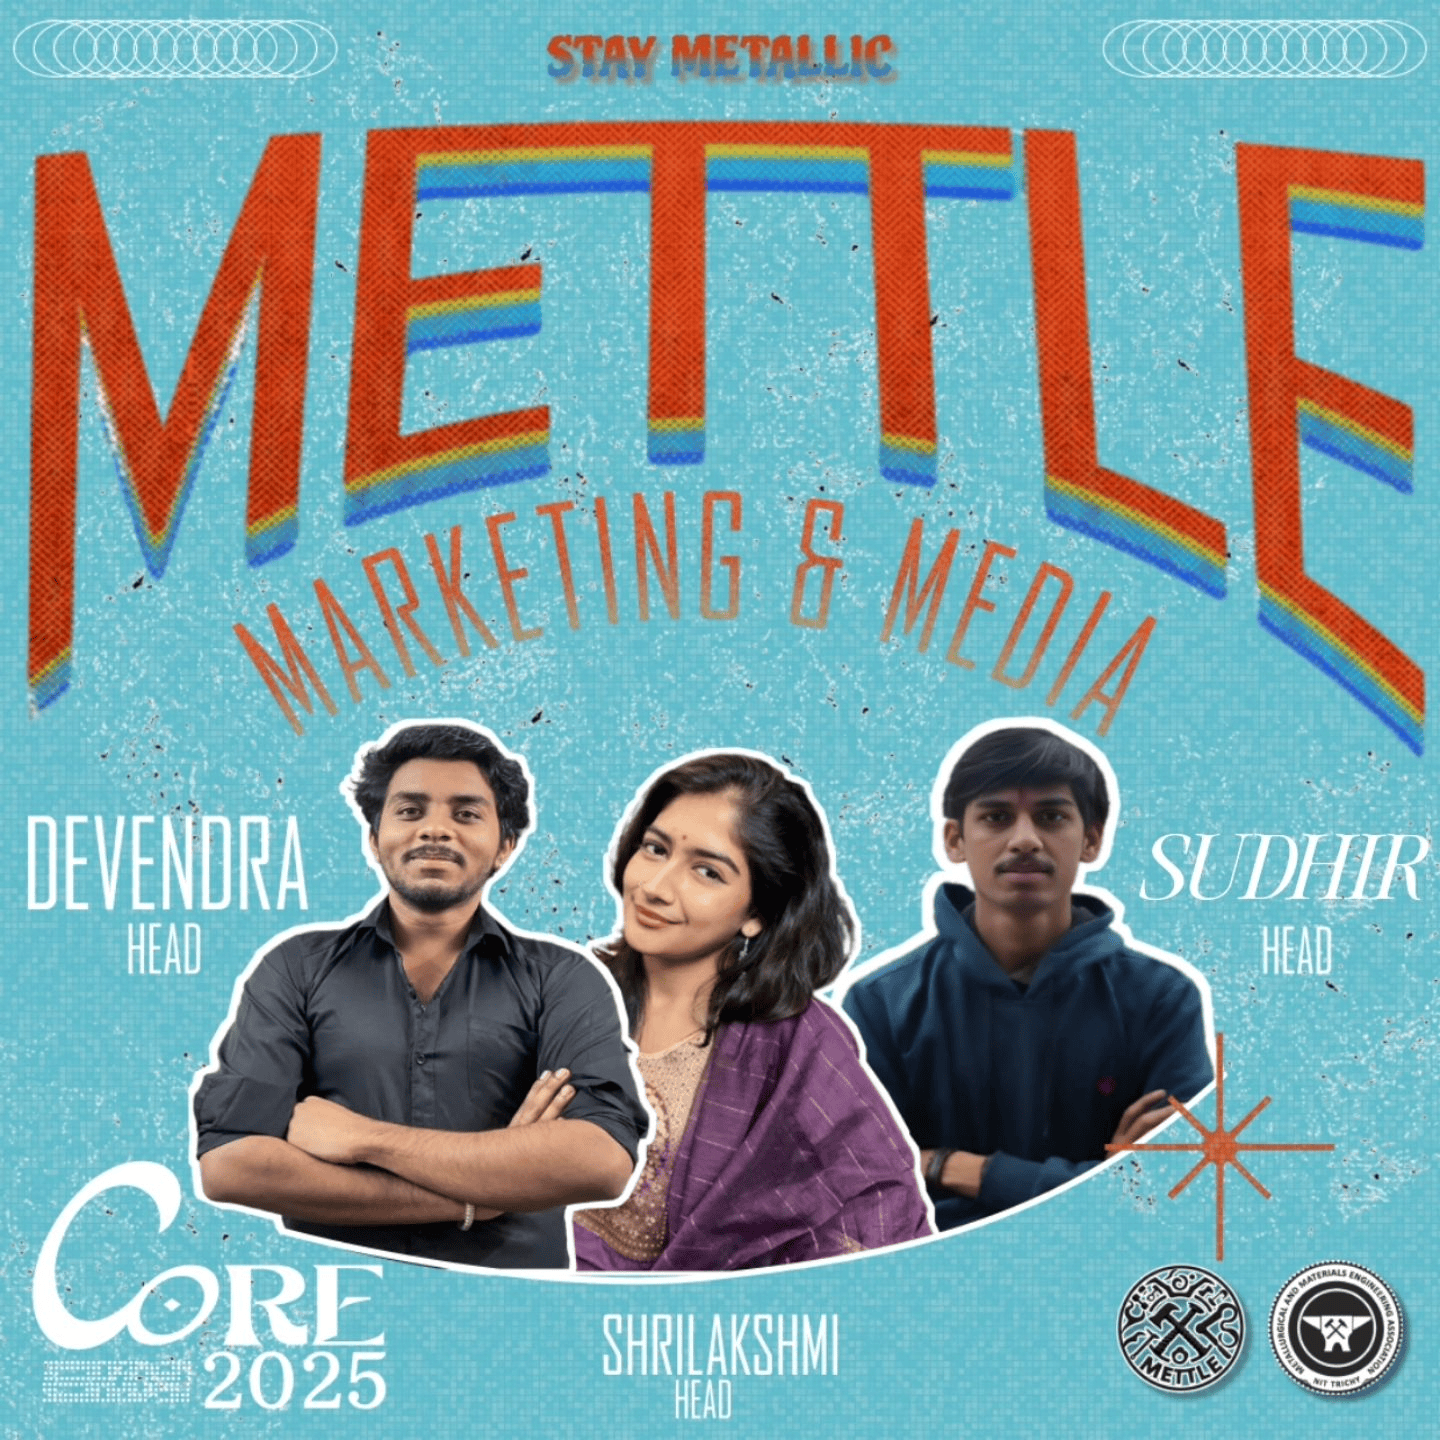 STAY METALLIC
METTLE
MARKETING & MEDIA
DEVENDRA
HEAD
SUDHIR
HEAD
SHRILAKSHMI
HEAD
CORE
2025
METTLE
METALLURGICAL AND MATERIALS ENGINEERING ASSOCIATION
NIT TRICHY